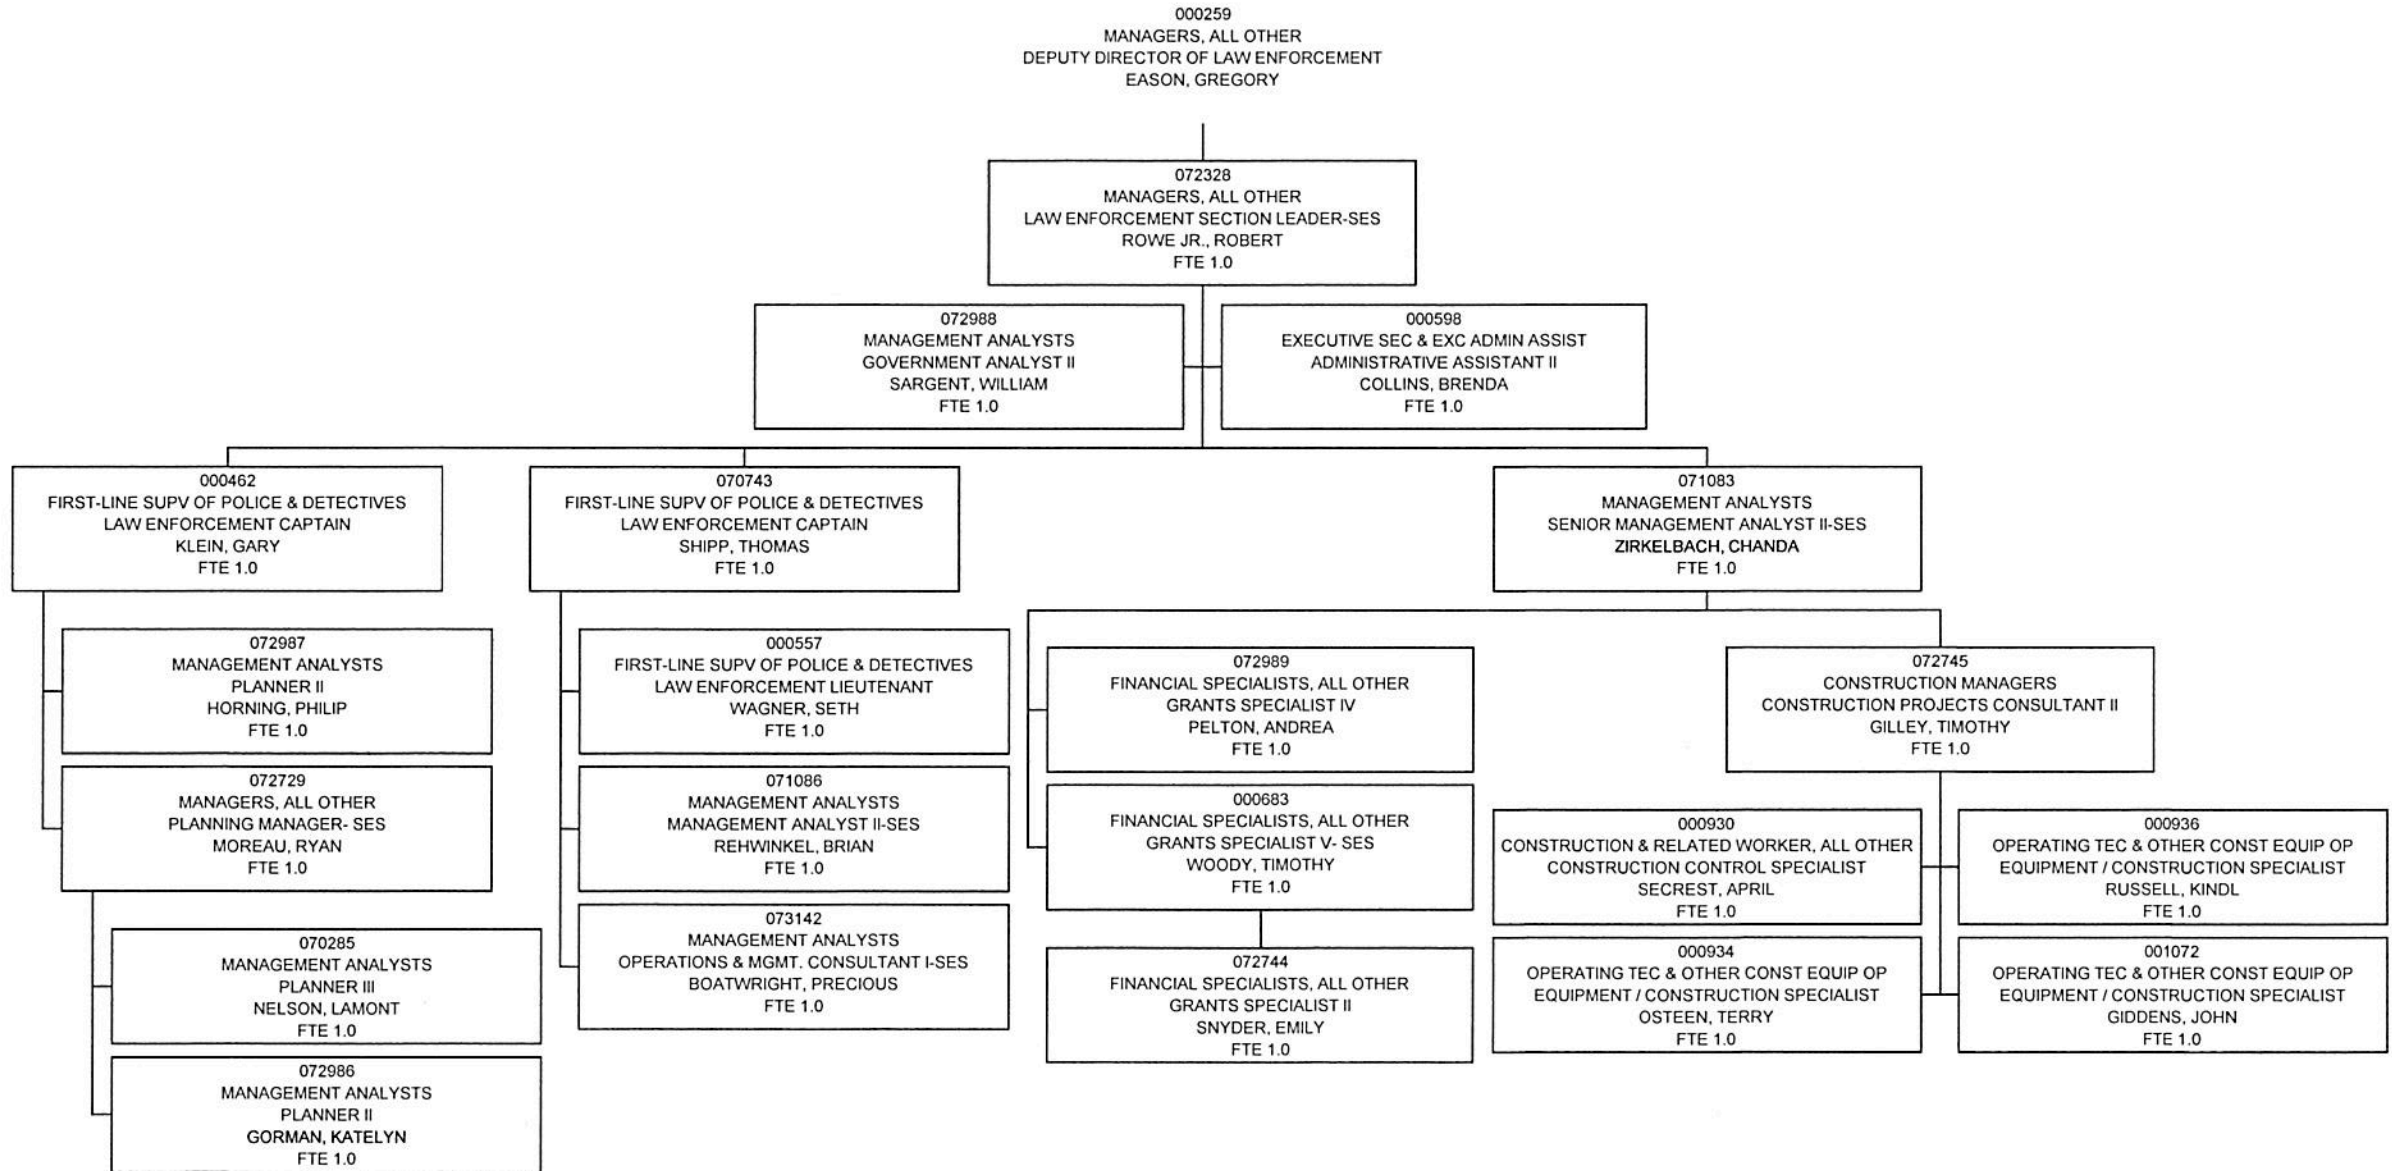 000259
MANAGERS, ALL OTHER
DEPUTY DIRECTOR OF LAW ENFORCEMENT
EASON, GREGORY
072328
MANAGERS, ALL OTHER
LAW ENFORCEMENT SECTION LEADER-SES
ROWE JR., ROBERT
FTE 1.0
072988
MANAGEMENT ANALYSTS
GOVERNMENT ANALYST II
SARGENT, WILLIAM
FTE 1.0
000598
EXECUTIVE SEC & EXC ADMIN ASSIST
ADMINISTRATIVE ASSISTANT II
COLLINS, BRENDA
FTE 1.0
000462
FIRST-LINE SUPV OF POLICE & DETECTIVES
LAW ENFORCEMENT CAPTAIN
KLEIN, GARY
FTE 1.0
072987
MANAGEMENT ANALYSTS
PLANNER II
HORNING, PHILIP
FTE 1.0
072729
MANAGERS, ALL OTHER
PLANNING MANAGER- SES
MOREAU, RYAN
FTE 1.0
070285
MANAGEMENT ANALYSTS
PLANNER III
NELSON, LAMONT
FTE 1.0
072986
MANAGEMENT ANALYSTS
PLANNER II
GORMAN, KATELYN
FTE 1.0
070743
FIRST-LINE SUPV OF POLICE & DETECTIVES
LAW ENFORCEMENT CAPTAIN
SHIPP, THOMAS
FTE 1.0
000557
FIRST-LINE SUPV OF POLICE & DETECTIVES
LAW ENFORCEMENT LIEUTENANT
WAGNER, SETH
FTE 1.0
071086
MANAGEMENT ANALYSTS
MANAGEMENT ANALYST II-SES
REHWINKEL, BRIAN
FTE 1.0
073142
MANAGEMENT ANALYSTS
OPERATIONS & MGMT. CONSULTANT I-SES
BOATWRIGHT, PRECIOUS
FTE 1.0
071083
MANAGEMENT ANALYSTS
SENIOR MANAGEMENT ANALYST II-SES
ZIRKELBACH, CHANDA
FTE 1.0
072989
FINANCIAL SPECIALISTS, ALL OTHER
GRANTS SPECIALIST IV
PELTON, ANDREA
FTE 1.0
000683
FINANCIAL SPECIALISTS, ALL OTHER
GRANTS SPECIALIST V- SES
WOODY, TIMOTHY
FTE 1.0
072744
FINANCIAL SPECIALISTS, ALL OTHER
GRANTS SPECIALIST II
SNYDER, EMILY
FTE 1.0
072745
CONSTRUCTION MANAGERS
CONSTRUCTION PROJECTS CONSULTANT II
GILLEY, TIMOTHY
FTE 1.0
000930
CONSTRUCTION & RELATED WORKER, ALL OTHER
CONSTRUCTION CONTROL SPECIALIST
SECREST, APRIL
FTE 1.0
000936
OPERATING TEC & OTHER CONST EQUIP OP
EQUIPMENT / CONSTRUCTION SPECIALIST
RUSSELL, KINDL
FTE 1.0
000934
OPERATING TEC & OTHER CONST EQUIP OP
EQUIPMENT / CONSTRUCTION SPECIALIST
OSTEEN, TERRY
FTE 1.0
001072
OPERATING TEC & OTHER CONST EQUIP OP
EQUIPMENT / CONSTRUCTION SPECIALIST
GIDDENS, JOHN
FTE 1.0